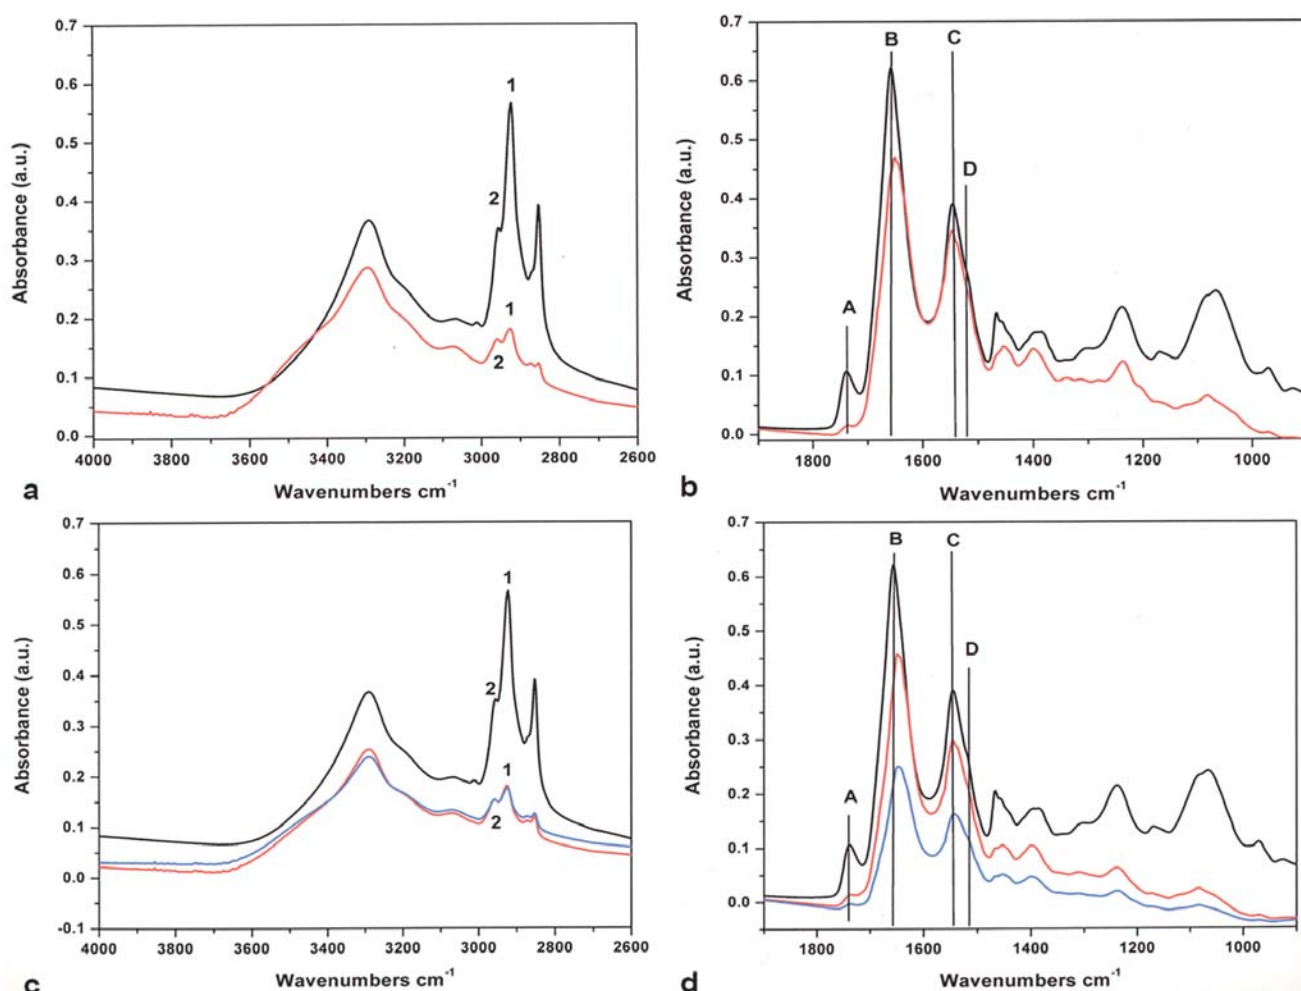 0.7
0.6
0.5
0.4
0.3
0.2
0.1
0.0
Absorbance (a.u.)
1
2
1
2
4000 3800 3600 3400 3200 3000 2800 2600
Wavenumbers cm-1
a
0.7
0.6
0.5
0.4
0.3
0.2
0.1
0.0
Absorbance (a.u.)
A
B
C
D
1800 1600 1400 1200 1000
Wavenumbers cm-1
b
0.7
0.6
0.5
0.4
0.3
0.2
0.1
0.0
-0.1
Absorbance (a.u.)
1
2
1
2
4000 3800 3600 3400 3200 3000 2800 2600
Wavenumbers cm-1
c
0.7
0.6
0.5
0.4
0.3
0.2
0.1
0.0
Absorbance (a.u.)
A
B
C
D
1800 1600 1400 1200 1000
Wavenumbers cm-1
d